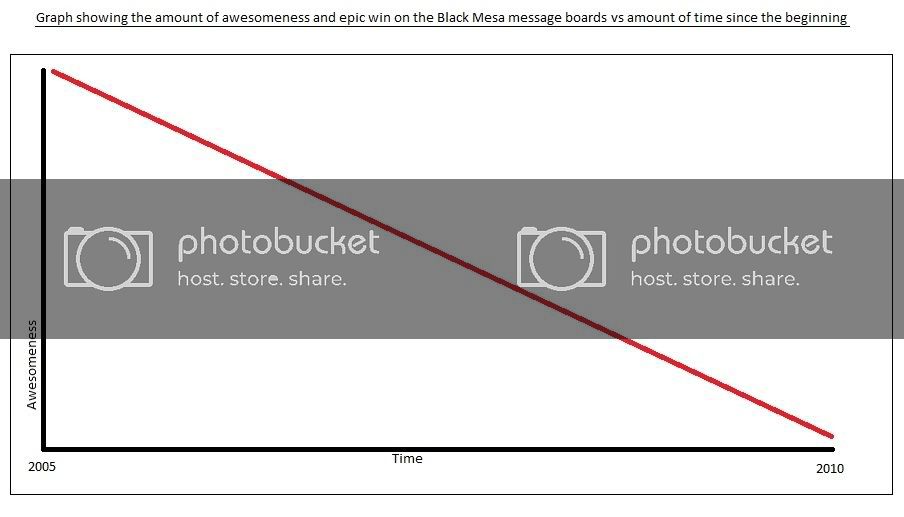 Graph showing the amount of awesomeness and epic win on the Black Mesa message boards vs amount of time since the beginning
photobucket
host. store. share.
photobucket
host. store. share.
Awesomeness
Time
2005
2010